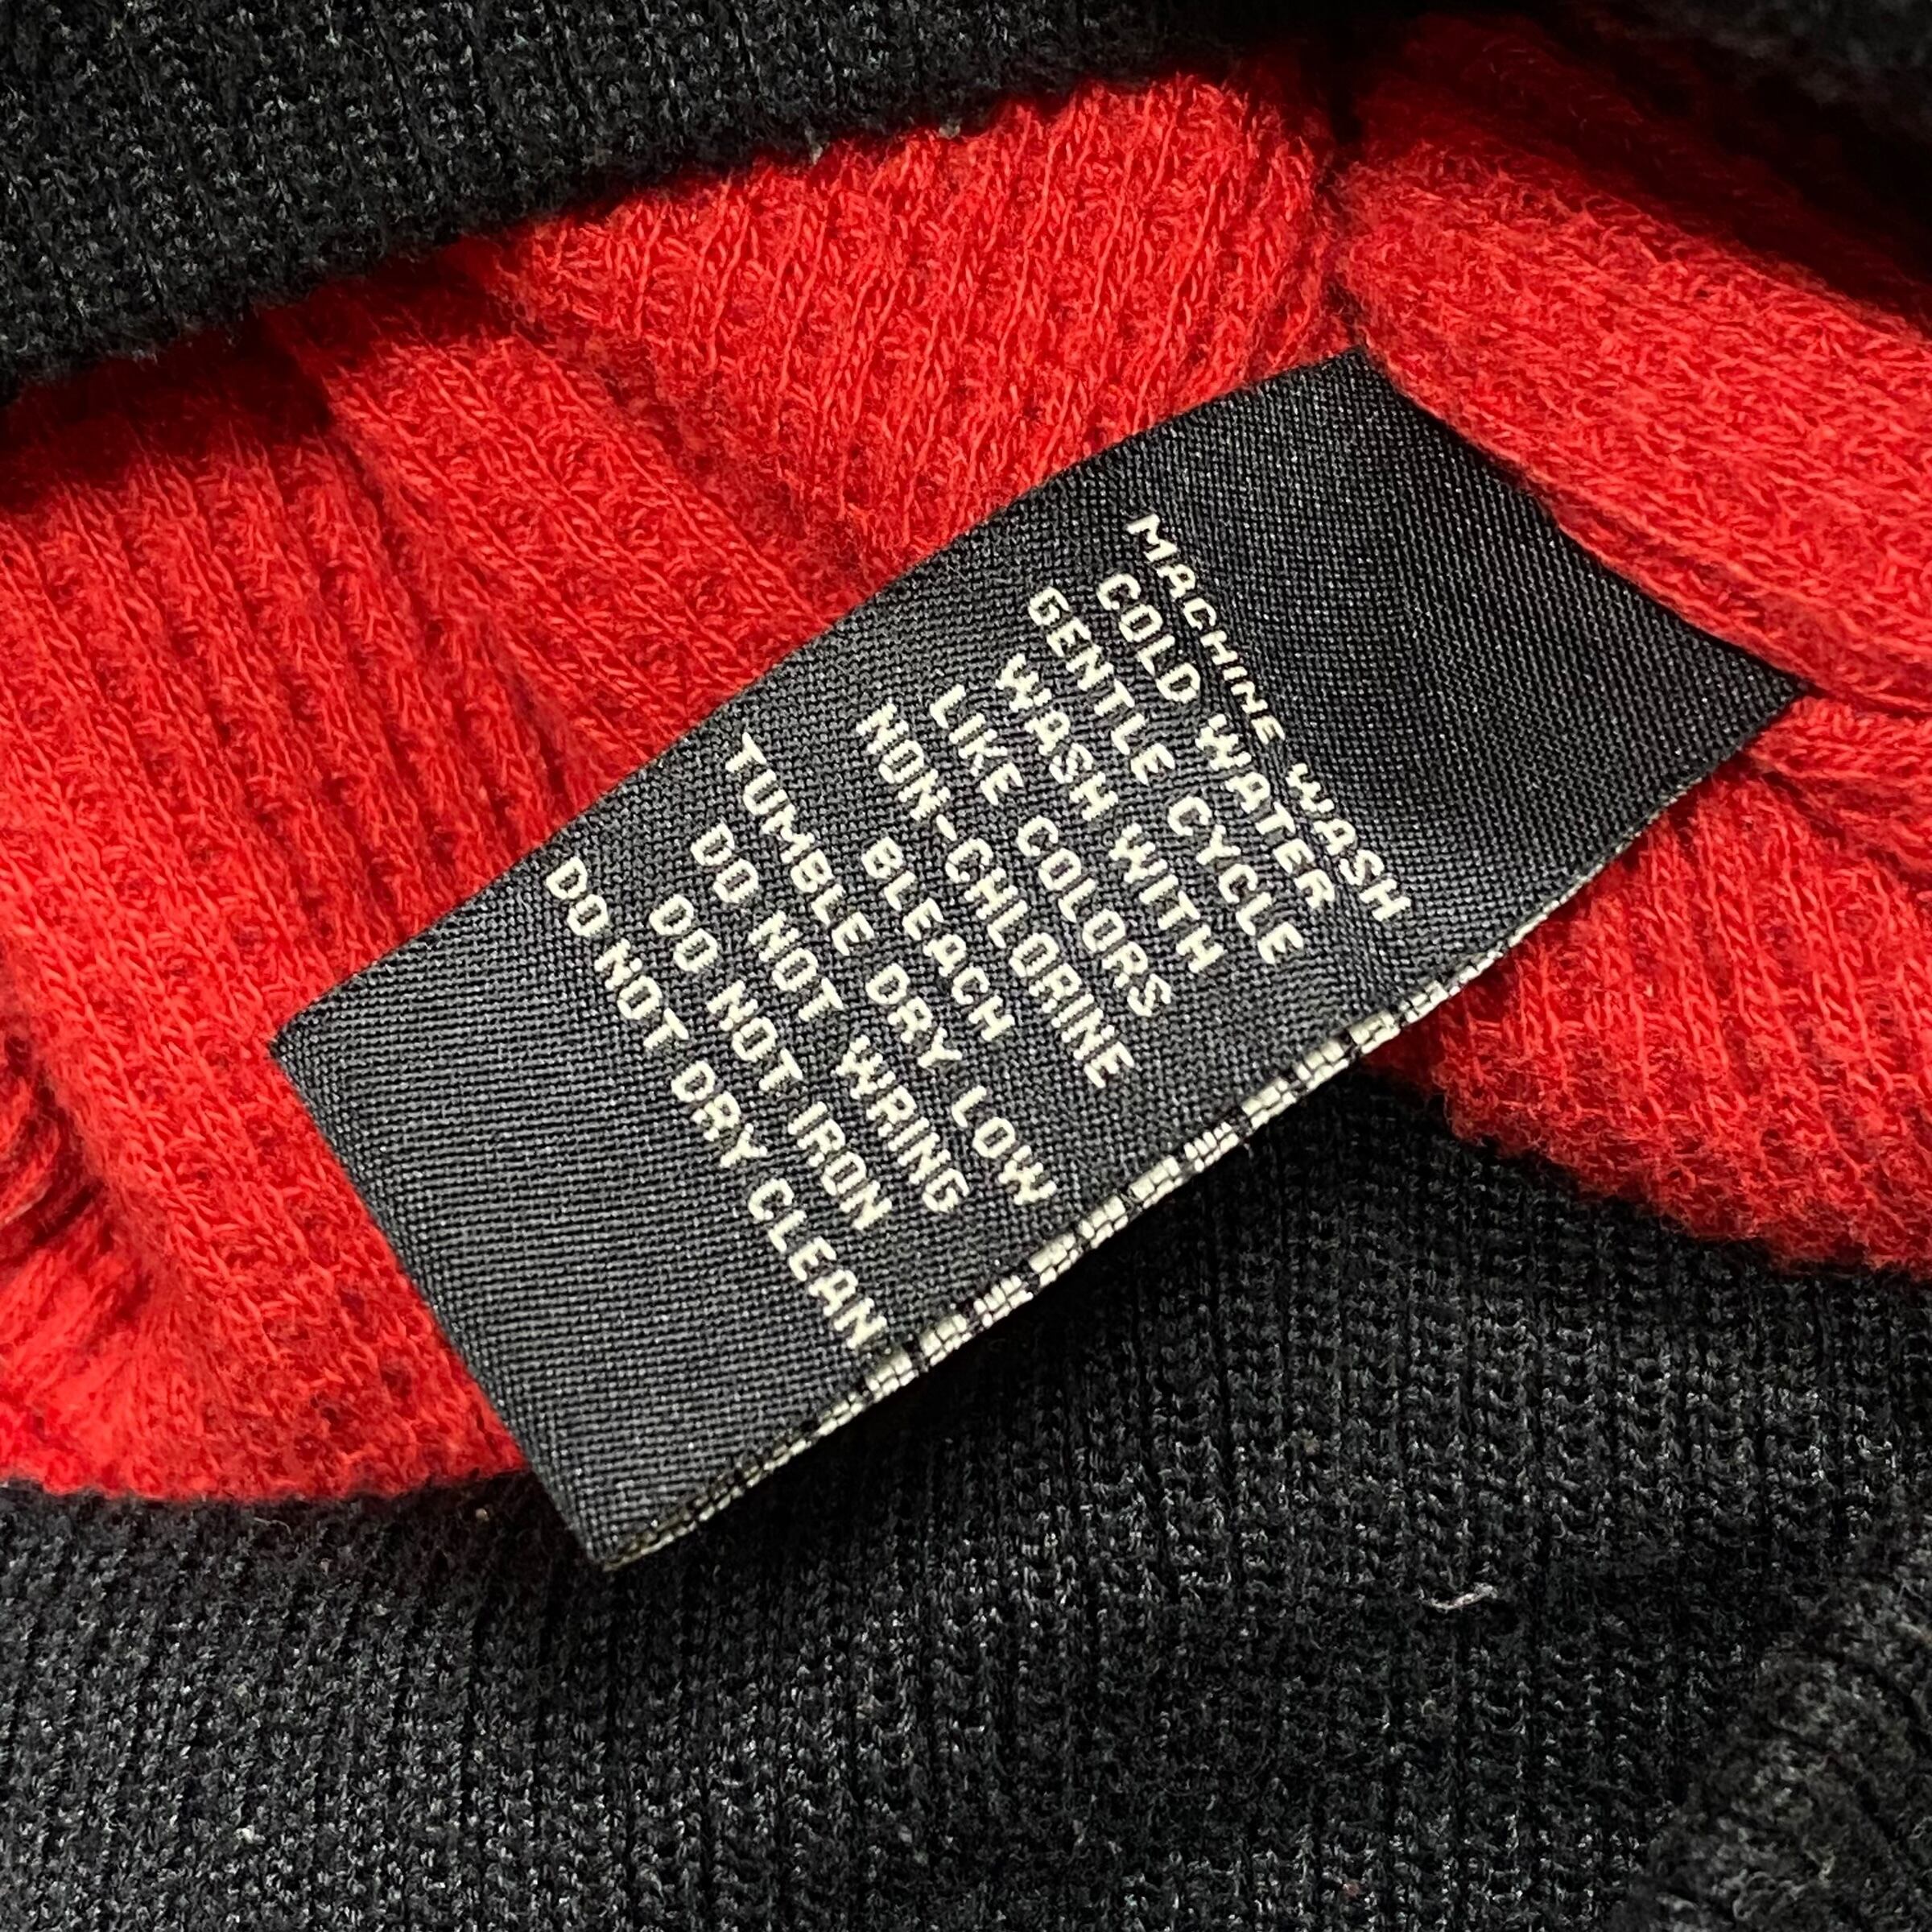 MACHINE WASH
COLD WATER
GENTLE CYCLE
WASH WITH
LIKE COLORS
NON-CHLORINE
BLEACH
TUMBLE DRY LOW
DO NOT WRING
DO NOT IRON
DO NOT DRY CLEAN